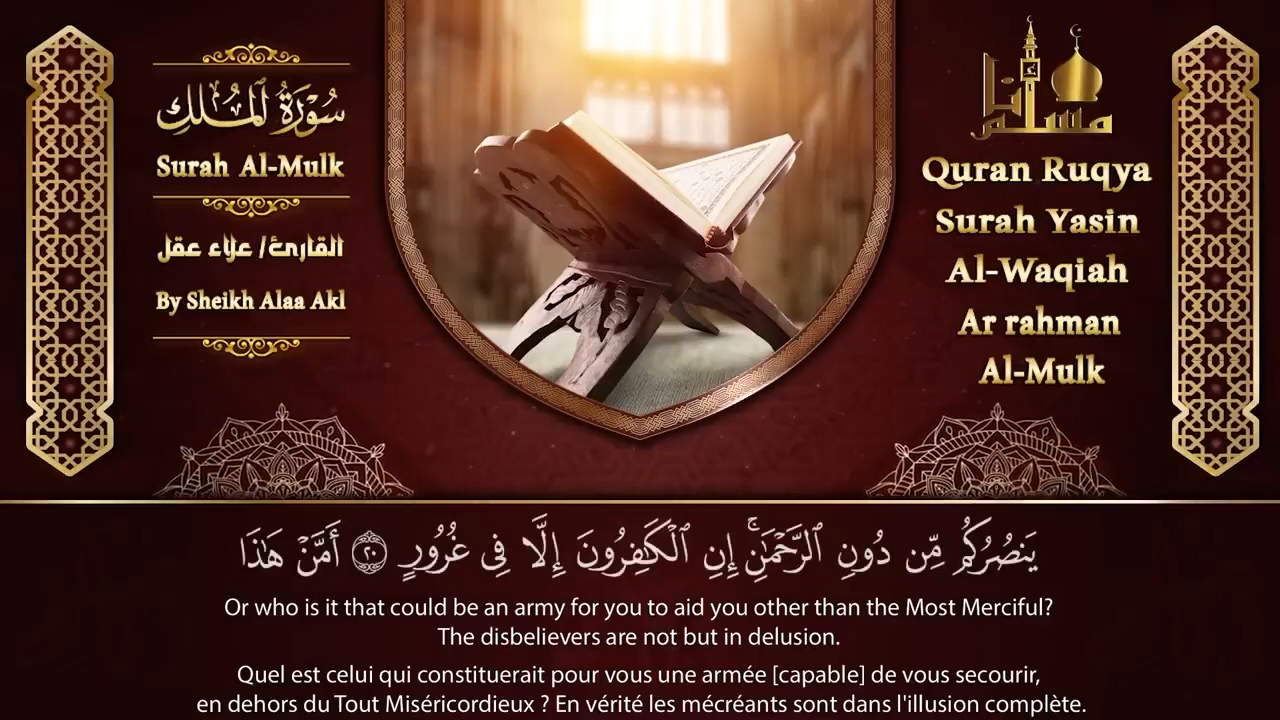 سُورَةُ الْمُلْكِ
Surah Al-Mulk
القارئ/ علاء عقل
By Sheikh Alaa Akl
مسلم أنا
Quran Ruqya
Surah Yasin
Al-Waqiah
Ar rahman
Al-Mulk
يَنصُرُكُم مِّن دُونِ ٱلرَّحْمَٰنِۚ إِنِ ٱلْكَٰفِرُونَ إِلَّا فِى غُرُورٍ ٢٠ أَمَّنْ هَٰذَا
Or who is it that could be an army for you to aid you other than the Most Merciful?
The disbelievers are not but in delusion.
Quel est celui qui constituerait pour vous une armée [capable] de vous secourir,
en dehors du Tout Miséricordieux ? En vérité les mécréants sont dans l'illusion complète.